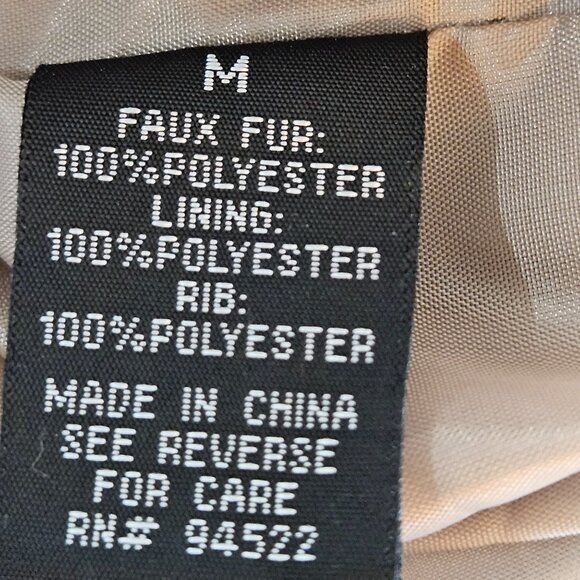 M
FAUX FUR:
100%POLYESTER
LINING:
100%POLYESTER
RIB:
100%POLYESTER
MADE IN CHINA
SEE REVERSE
FOR CARE
RN# 94522